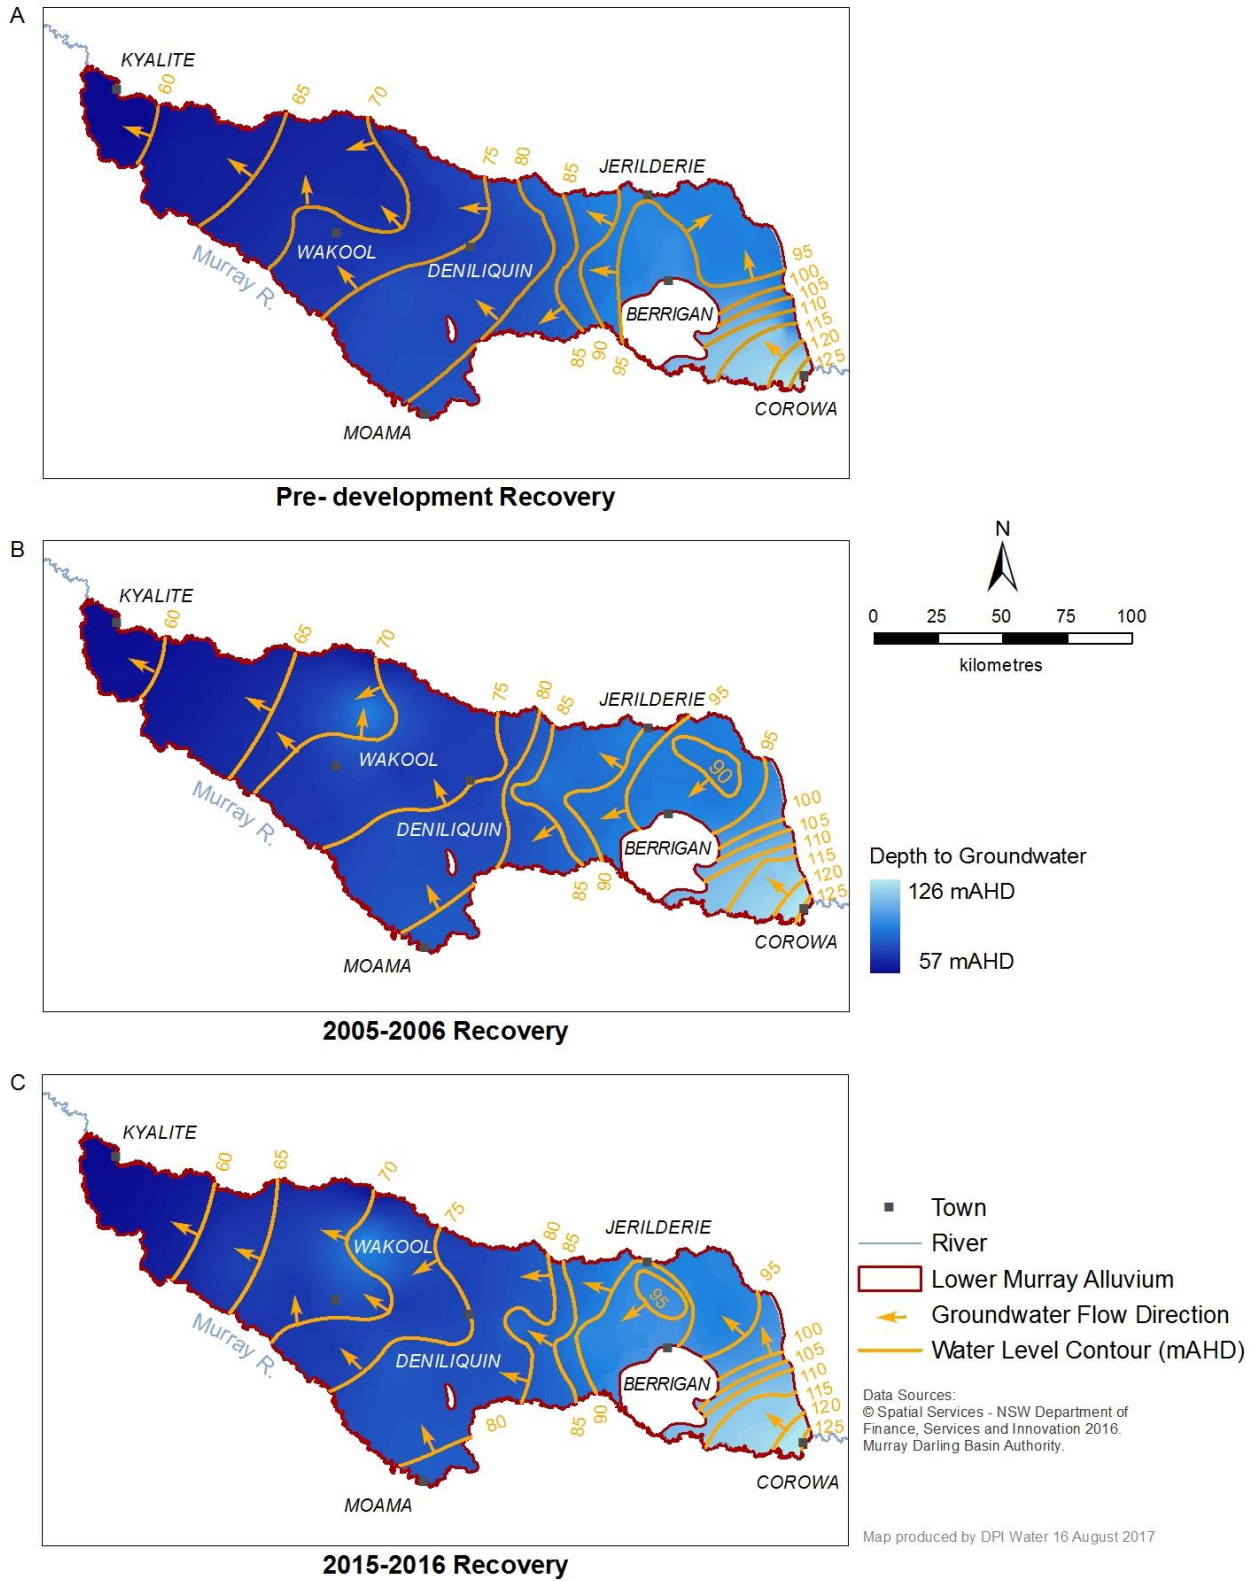 A
KYALITE
60
65
70
75
80
85
JERILDERIE
WAKOOL
DENILIQUIN
Murray R.
BERRIGAN
95
100
105
110
115
120
125
85
90
95
COROWA
MOAMA
Pre- development Recovery
B
KYALITE
60
65
70
75
80
85
JERILDERIE
95
95
90
WAKOOL
Murray R.
DENILIQUIN
BERRIGAN
100
105
110
115
120
125
85
90
COROWA
MOAMA
2005-2006 Recovery
N
0 25 50 75 100
kilometres
Depth to Groundwater
126 mAHD
57 mAHD
C
KYALITE
60
65
70
75
80
85
JERILDERIE
95
95
WAKOOL
Murray R.
DENILIQUIN
BERRIGAN
100
105
110
115
120
125
80
85
90
COROWA
MOAMA
2015-2016 Recovery
Town
River
Lower Murray Alluvium
Groundwater Flow Direction
Water Level Contour (mAHD)
Data Sources:
© Spatial Services - NSW Department of
Finance, Services and Innovation 2016.
Murray Darling Basin Authority.
Map produced by DPI Water 16 August 2017